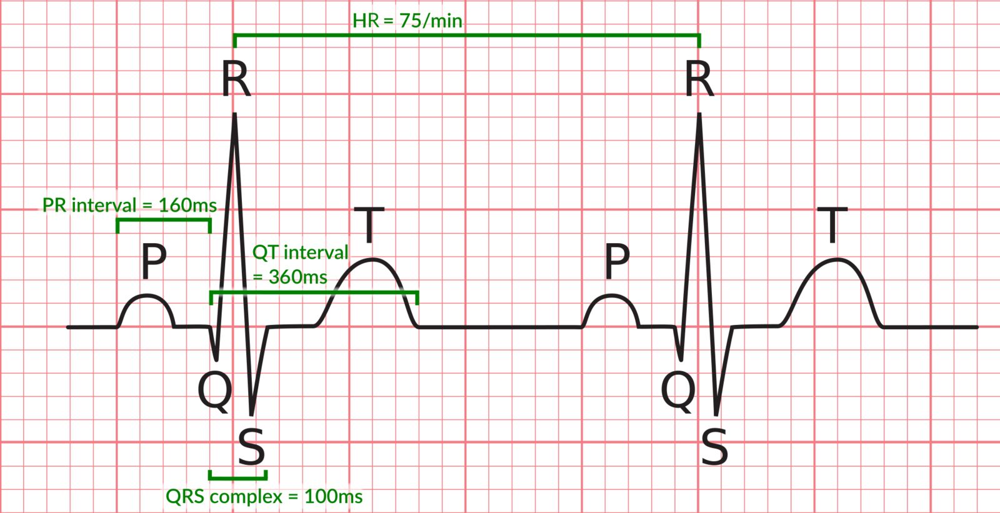 HR = 75/min
R
R
PR interval = 160ms
T
T
P
QT interval
= 360ms
P
Q
Q
S
S
QRS complex = 100ms